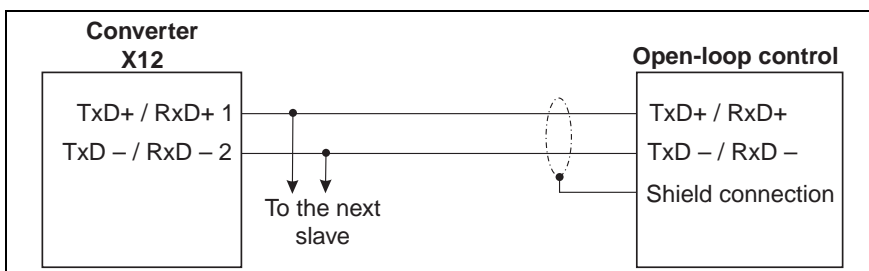 Converter
X12
Open-loop control
TxD+ / RxD+ 1
TxD+ / RxD+
TxD – / RxD – 2
TxD – / RxD –
Shield connection
To the next
slave